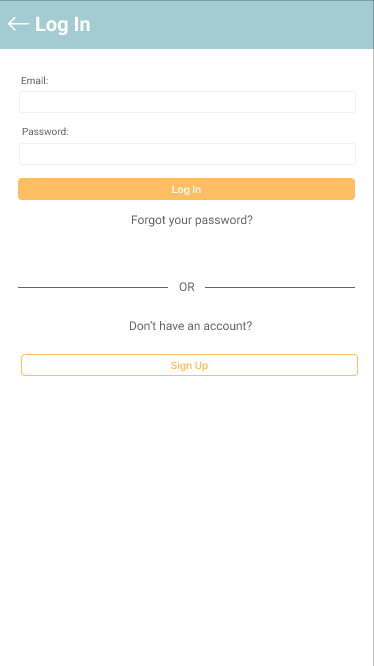 Log In
Email:
Password:
Log In
Forgot your password?
OR
Don't have an account?
Sign Up